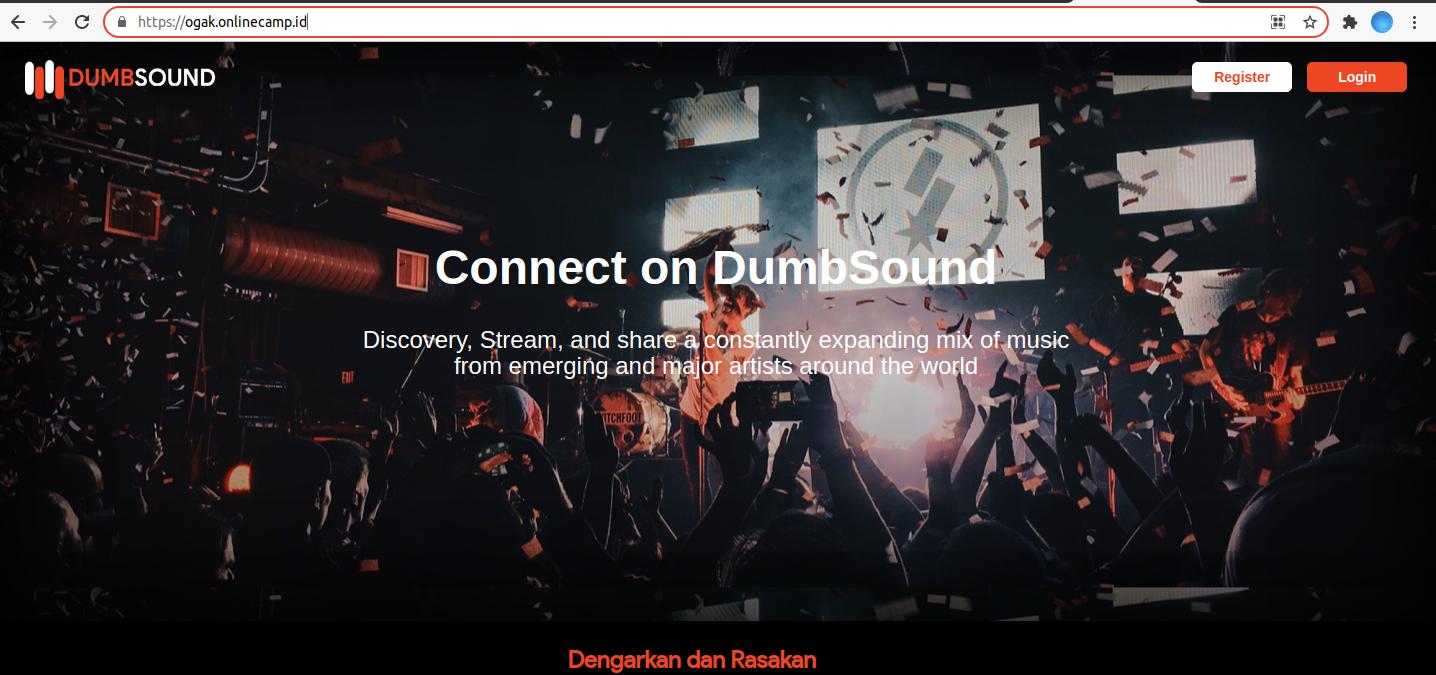 https://ogak.onlinecamp.id
DUMBSOUND
Register
Login
Connect on DumbSound
Discovery, Stream, and share a constantly expanding mix of music
from emerging and major artists around the world
EXIT
ITCHFOOT
Dengarkan dan Rasakan